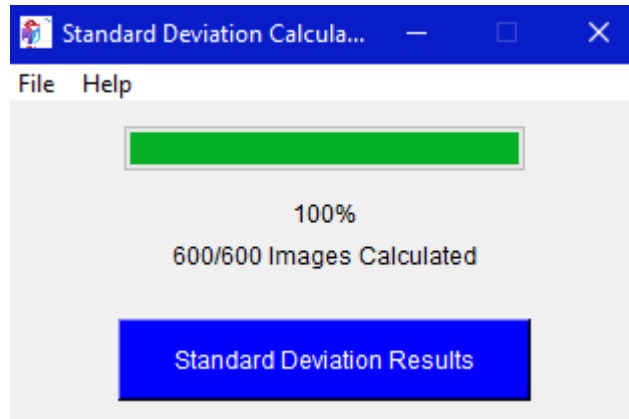 Standard Deviation Calcula...
File Help
100%
600/600 Images Calculated
Standard Deviation Results